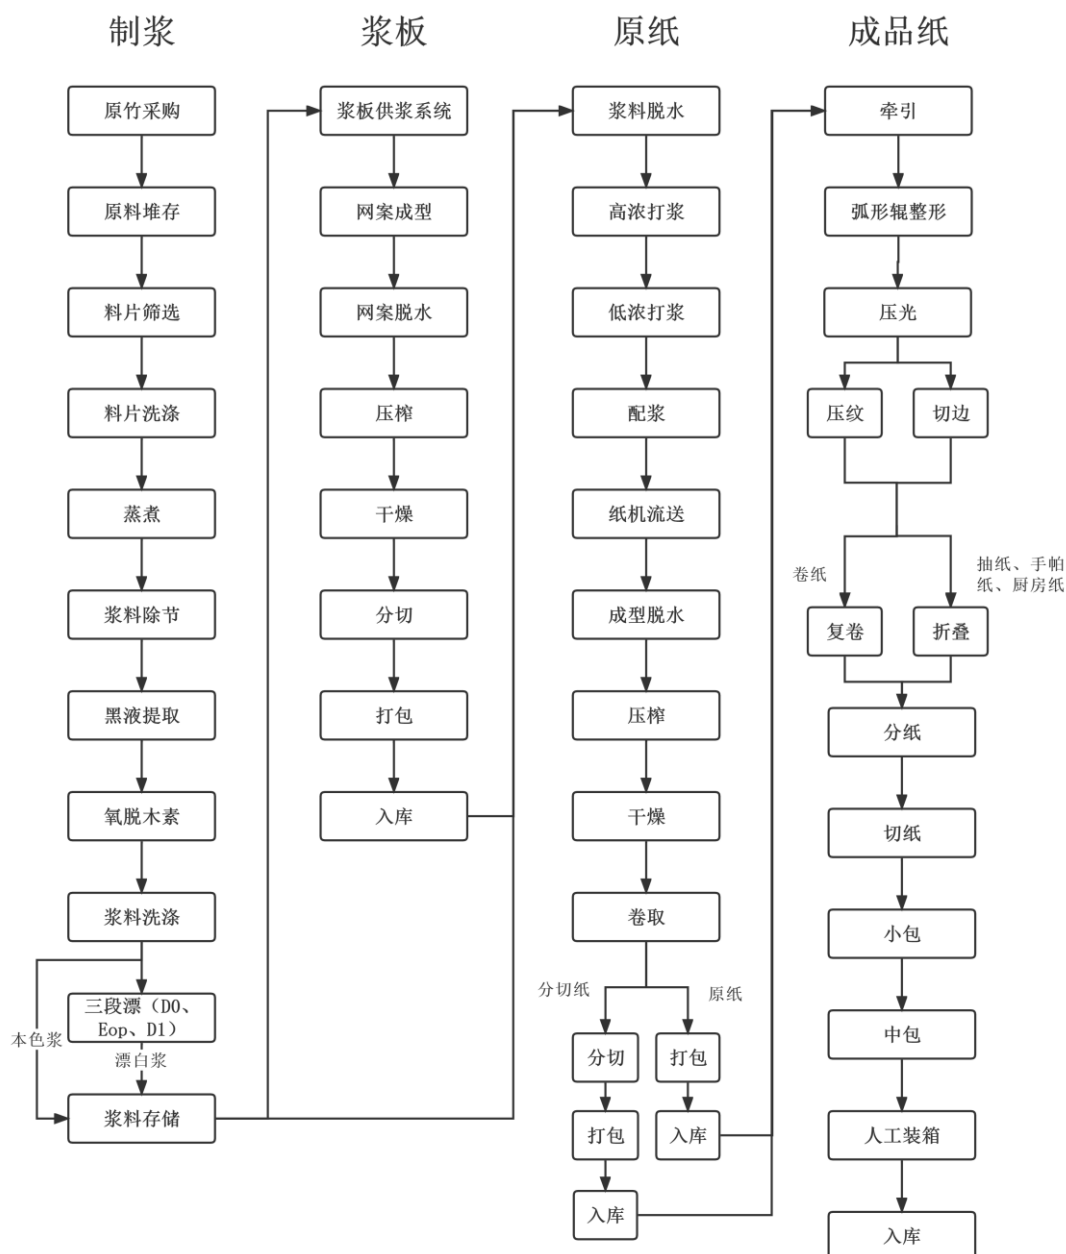 制浆
浆板
原纸
成品纸
原竹采购
原料堆存
料片筛选
料片洗涤
蒸煮
浆料除节
黑液提取
氧脱木素
浆料洗涤
三段漂（D0、
Eop、D1）
本色浆
漂白浆
浆料存储
浆板供浆系统
网案成型
网案脱水
压榨
干燥
分切
打包
入库
浆料脱水
高浓打浆
低浓打浆
配浆
纸机流送
成型脱水
压榨
干燥
卷取
分切纸
原纸
分切
打包
打包
入库
入库
牵引
弧形辊整形
压光
压纹
切边
卷纸
抽纸、手帕
纸、厨房纸
复卷
折叠
分纸
切纸
小包
中包
人工装箱
入库